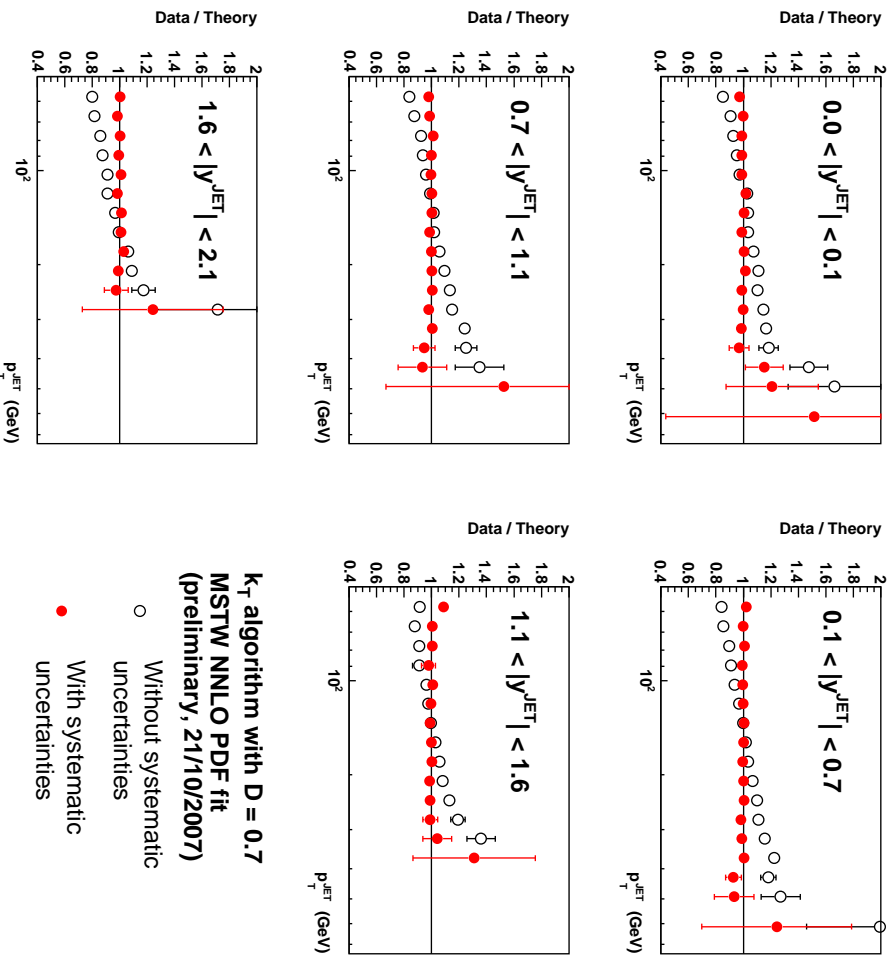 Data / Theory
2
1.8
1.6
1.4
1.2
1
0.8
0.6
0.4
0.0 < |y^JET| < 0.1
10²
p_T^JET (GeV)
Data / Theory
2
1.8
1.6
1.4
1.2
1
0.8
0.6
0.4
0.1 < |y^JET| < 0.7
10²
p_T^JET (GeV)
Data / Theory
2
1.8
1.6
1.4
1.2
1
0.8
0.6
0.4
0.7 < |y^JET| < 1.1
10²
p_T^JET (GeV)
Data / Theory
2
1.8
1.6
1.4
1.2
1
0.8
0.6
0.4
1.1 < |y^JET| < 1.6
10²
p_T^JET (GeV)
Data / Theory
2
1.8
1.6
1.4
1.2
1
0.8
0.6
0.4
1.6 < |y^JET| < 2.1
10²
p_T^JET (GeV)
k_T algorithm with D = 0.7
MSTW NNLO PDF fit
(preliminary, 21/10/2007)
Without systematic
uncertainties
With systematic
uncertainties